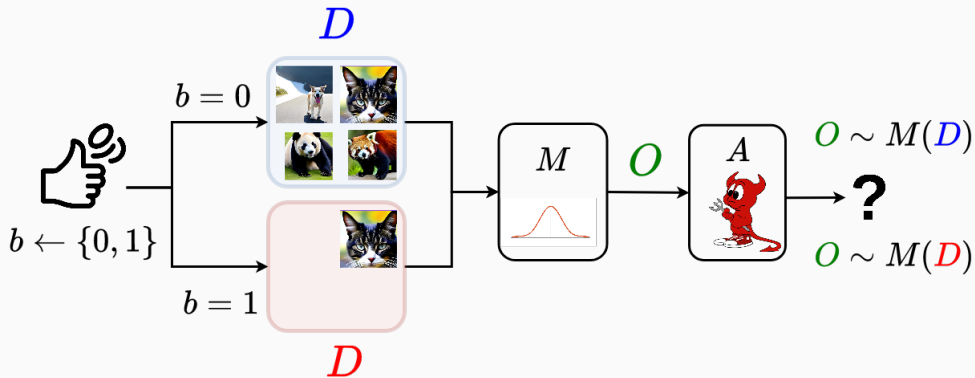 D
b = 0
b ← {0, 1}
b = 1
D
M
O
A
O ∼ M(D)
?
O ∼ M(D)